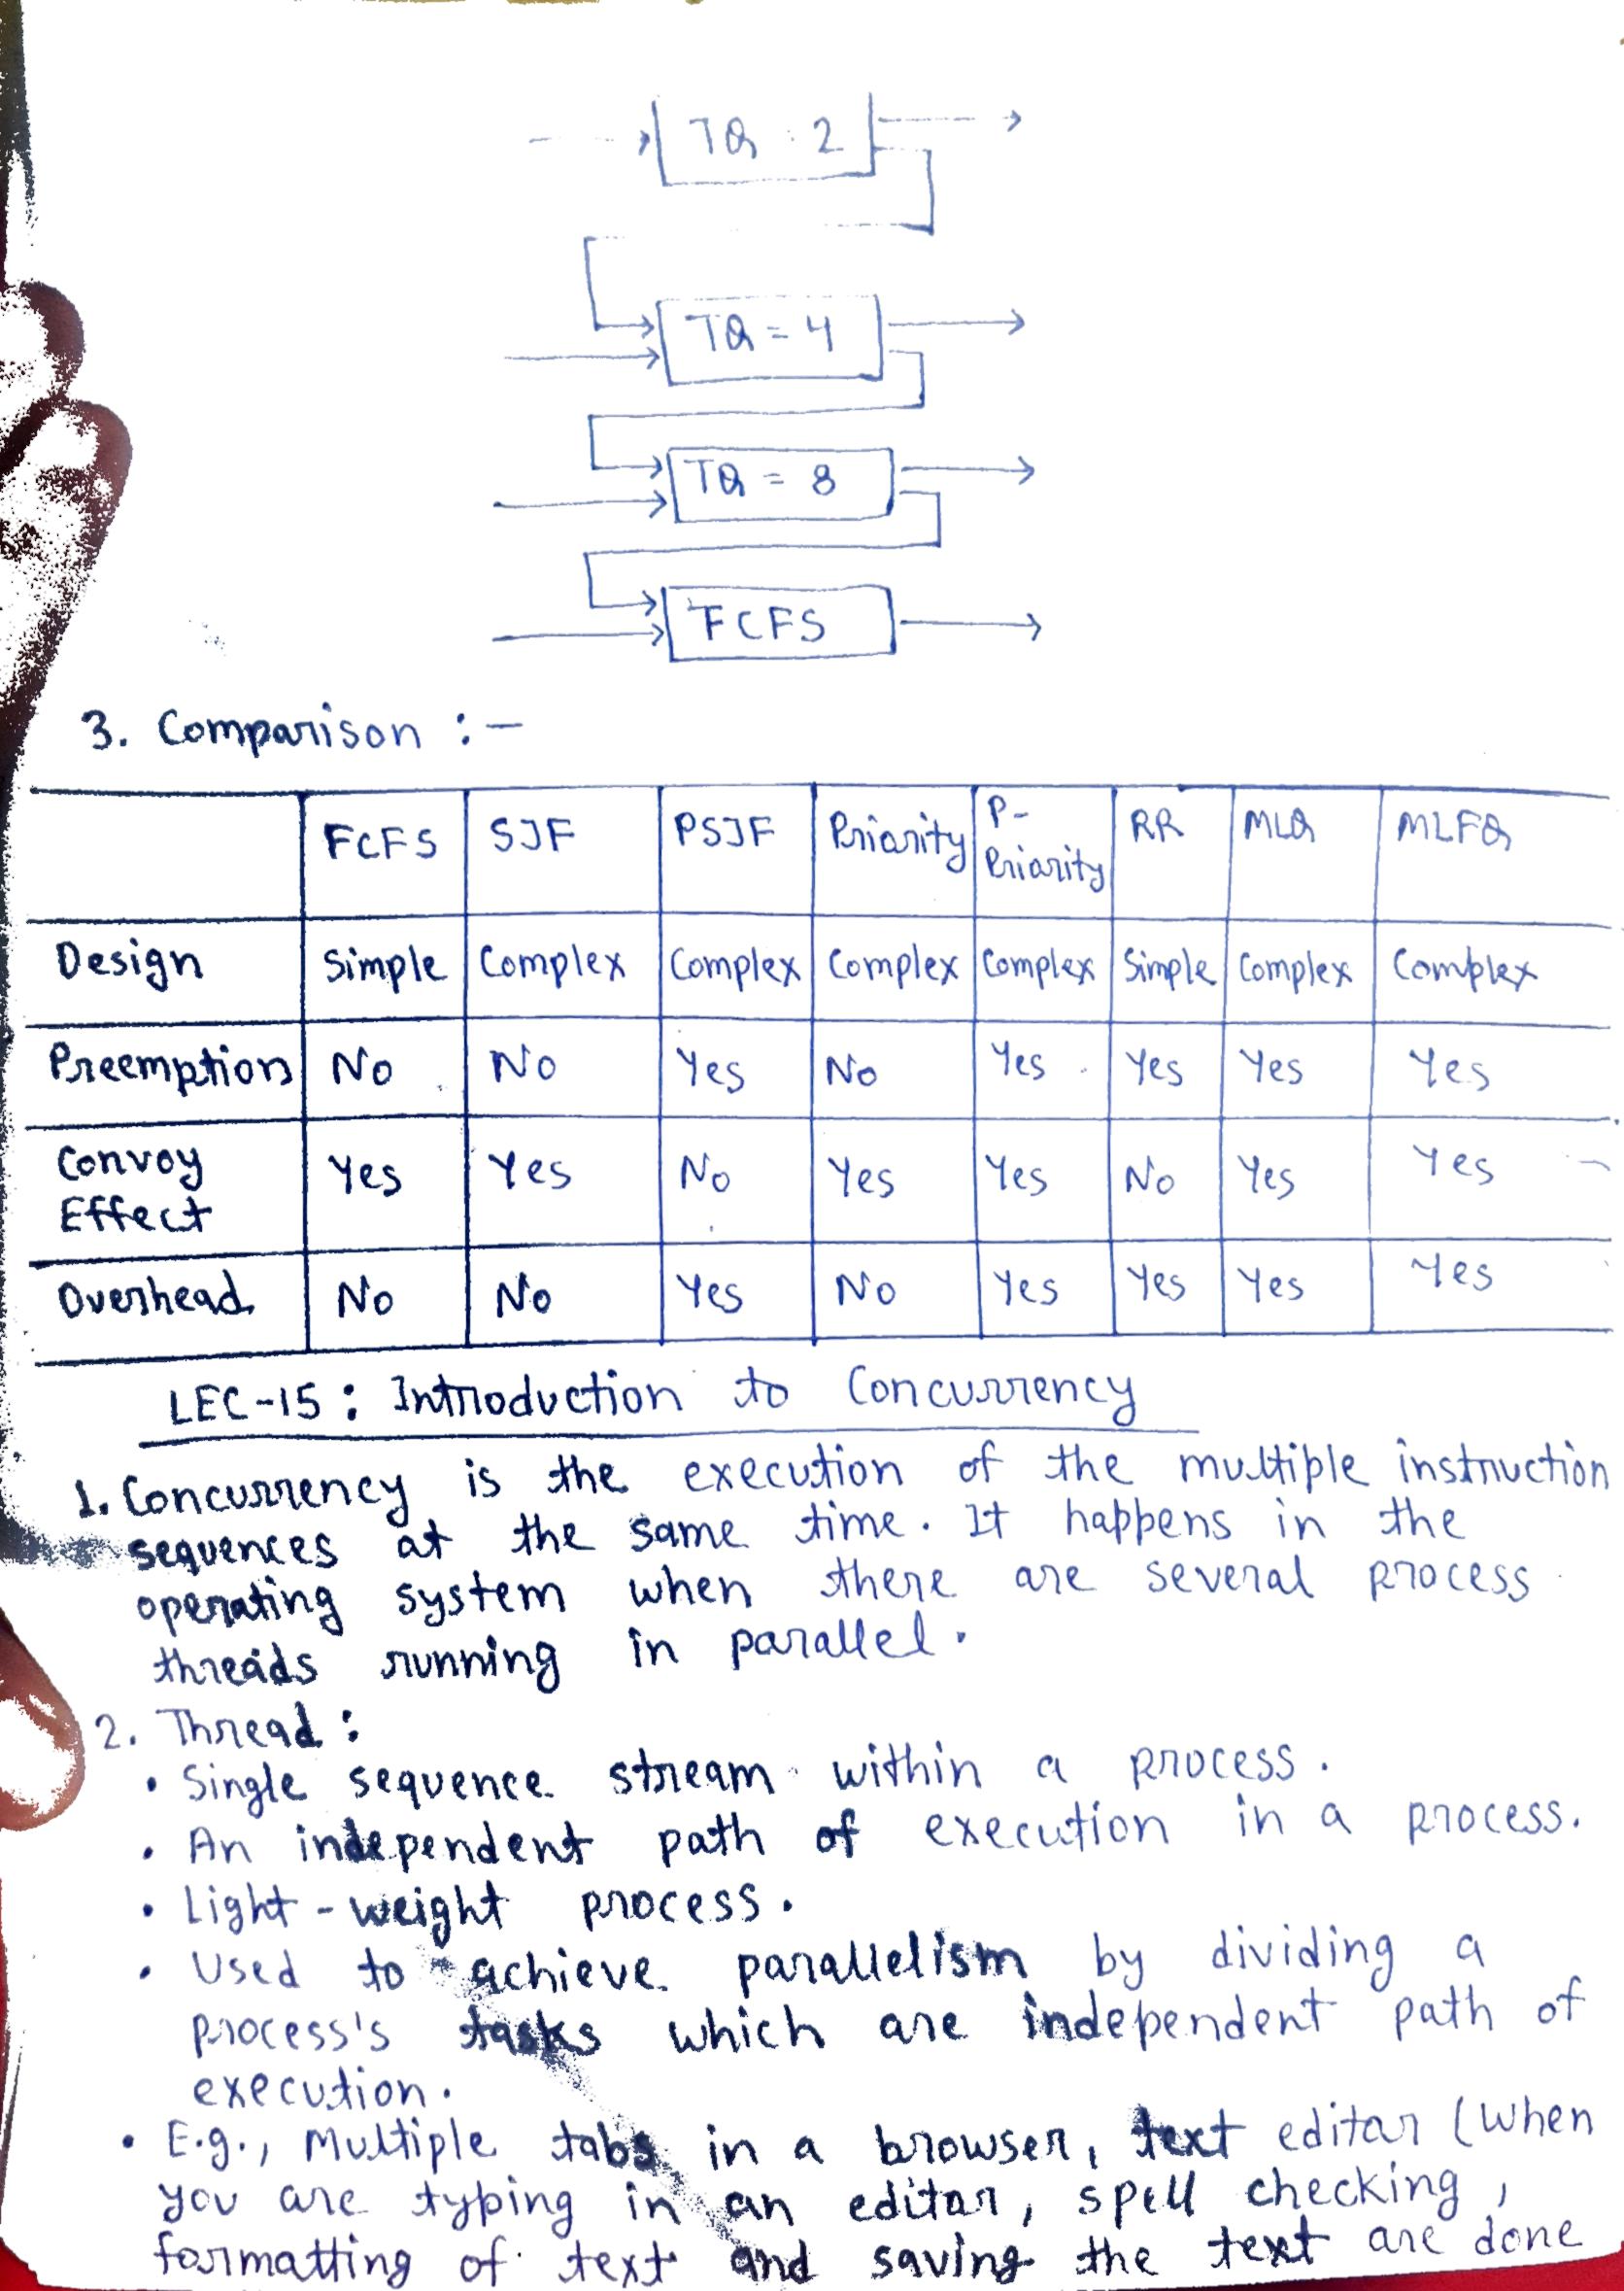 TQ : 2
TQ = 4
TQ = 8
FCFS
3. Comparison :-
FCFS SJF PSJF Priority P-Priority RR MLQ MLFQ
Design Simple Complex Complex Complex Complex Simple Complex Complex
Preemption No No Yes No Yes Yes Yes Yes
Convoy Effect Yes Yes No Yes Yes No Yes Yes
Overhead No No Yes No Yes Yes Yes Yes
LEC-15: Introduction to Concurrency
1. Concurrency is the execution of the multiple instruction
sequences at the same time. It happens in the
operating system when there are several process
threads running in parallel.
2. Thread:
• Single sequence stream within a process.
• An independent path of execution in a process.
• Light-weight process.
• Used to achieve parallelism by dividing a
process's tasks which are independent path of
execution.
• E.g., Multiple tabs in a browser, text editor (When
you are typing in an editor, spell checking,
formatting of text and saving the text are done